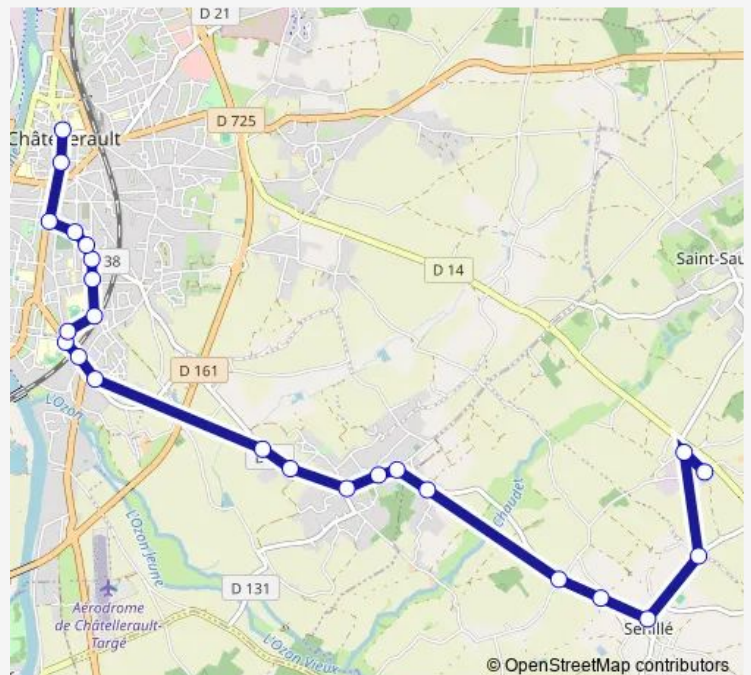 D 21
D 725
Châtellerault
38
D 14
Saint-Sau
D 161
L'Ozon
L'Ozon Jeune
Chaudet
Aérodrome
de Châtellerault-
Targé
D 131
L'Ozon Vieux
Senillé
© OpenStreetMap contributors